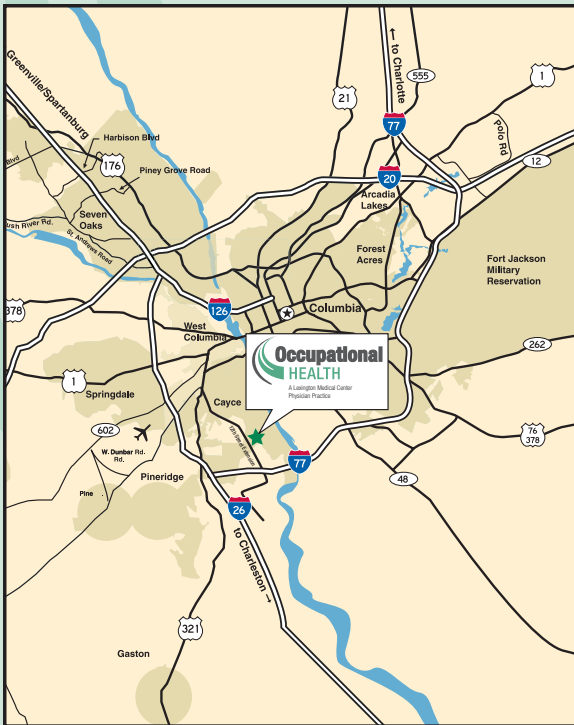 ← to Charlotte
555
1
21
Greenville/Spartanburg
77
Polo Rd
Harbison Blvd
Blvd
176
12
Piney Grove Road
20
Arcadia
Lakes
Seven
Oaks
ush River Rd.
St. Andrews Road
Forest
Acres
Fort Jackson
Military
Reservation
378
126
Columbia
West
Columbia
262
Occupational
HEALTH
A Lexington Medical Center
Physician Practice
1
Springdale
Cayce
602
76
378
W. Dunbar Rd.
Rd.
77
Pineridge
48
Pine
26
to Charleston →
321
Gaston